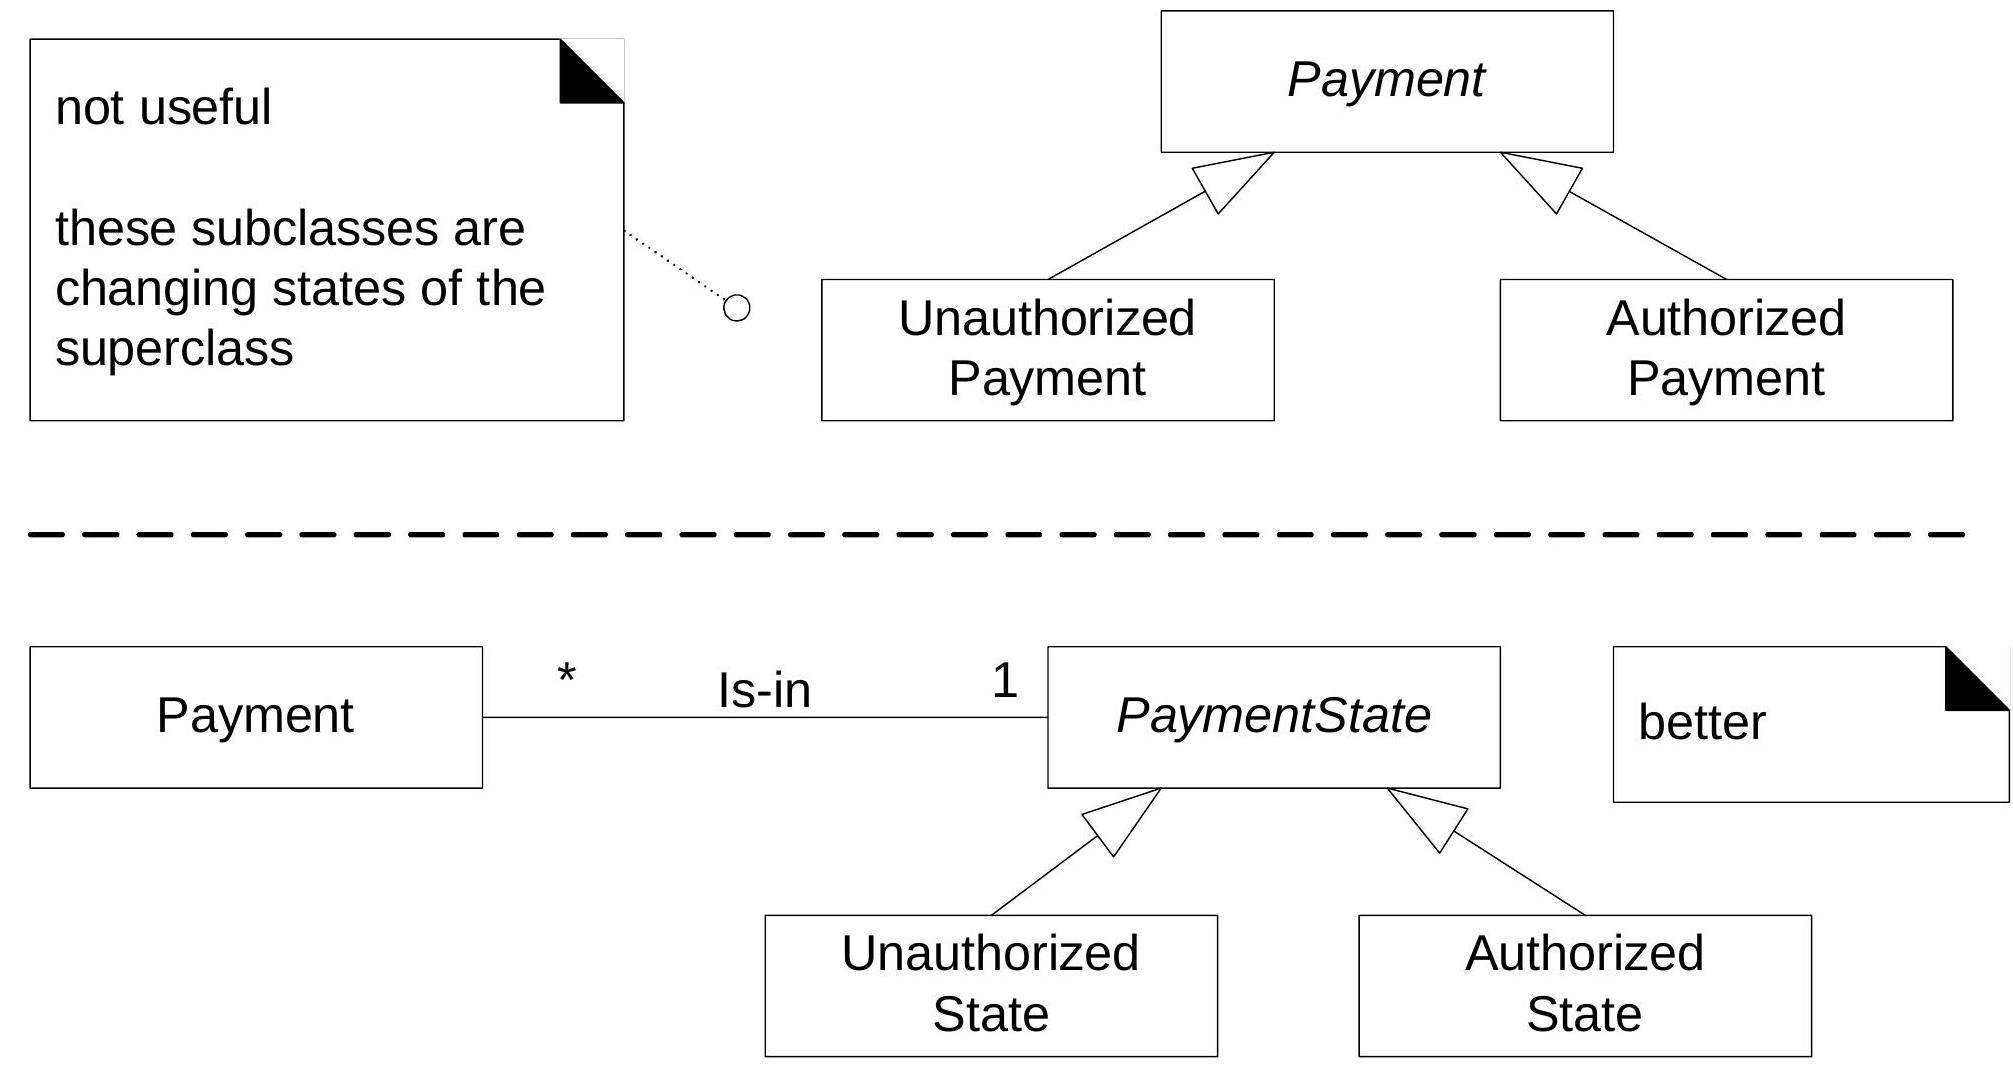 not useful
these subclasses are
changing states of the
superclass
Payment
Unauthorized
Payment
Authorized
Payment
Payment
*
Is-in
1
PaymentState
better
Unauthorized
State
Authorized
State